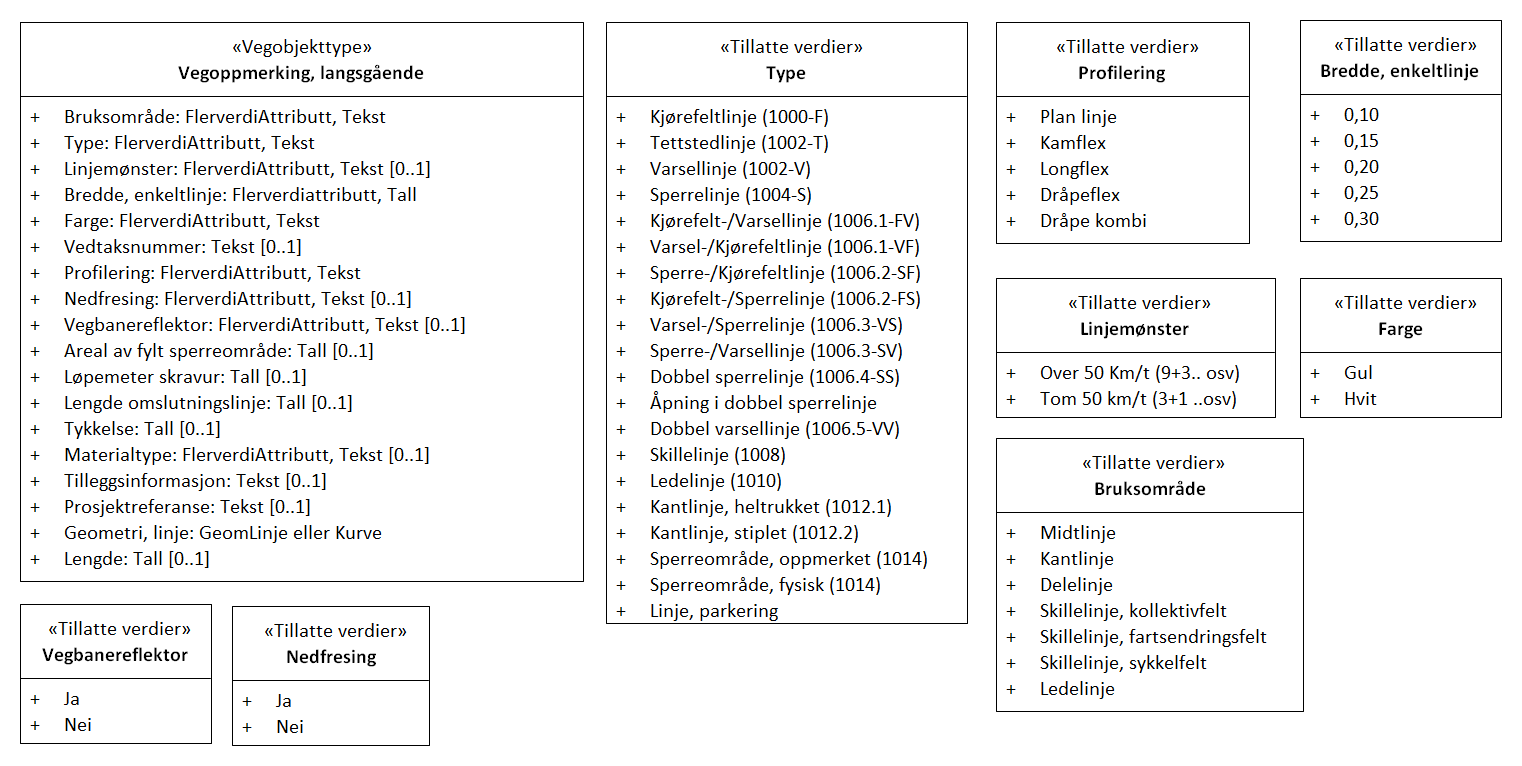 «Vegobjekttype»
Vegoppmerking, langsgående
+ Bruksområde: FlerverdiAttributt, Tekst
+ Type: FlerverdiAttributt, Tekst
+ Linjemønster: FlerverdiAttributt, Tekst [0..1]
+ Bredde, enkeltlinje: Flerverdiattributt, Tall
+ Farge: FlerverdiAttributt, Tekst
+ Vedtaksnummer: Tekst [0..1]
+ Profilering: FlerverdiAttributt, Tekst
+ Nedfresing: FlerverdiAttributt, Tekst [0..1]
+ Vegbanereflektor: FlerverdiAttributt, Tekst [0..1]
+ Areal av fylt sperreområde: Tall [0..1]
+ Løpemeter skravur: Tall [0..1]
+ Lengde omslutningslinje: Tall [0..1]
+ Tykkelse: Tall [0..1]
+ Materialtype: FlerverdiAttributt, Tekst [0..1]
+ Tilleggsinformasjon: Tekst [0..1]
+ Prosjektreferanse: Tekst [0..1]
+ Geometri, linje: GeomLinje eller Kurve
+ Lengde: Tall [0..1]
«Tillatte verdier»
Vegbanereflektor
+ Ja
+ Nei
«Tillatte verdier»
Nedfresing
+ Ja
+ Nei
«Tillatte verdier»
Type
+ Kjørefeltlinje (1000-F)
+ Tettstedlinje (1002-T)
+ Varsellinje (1002-V)
+ Sperrelinje (1004-S)
+ Kjørefelt-/Varsellinje (1006.1-FV)
+ Varsel-/Kjørefeltlinje (1006.1-VF)
+ Sperre-/Kjørefeltlinje (1006.2-SF)
+ Kjørefelt-/Sperrelinje (1006.2-FS)
+ Varsel-/Sperrelinje (1006.3-VS)
+ Sperre-/Varsellinje (1006.3-SV)
+ Dobbel sperrelinje (1006.4-SS)
+ Åpning i dobbel sperrelinje
+ Dobbel varsellinje (1006.5-VV)
+ Skillelinje (1008)
+ Ledelinje (1010)
+ Kantlinje, heltrukket (1012.1)
+ Kantlinje, stiplet (1012.2)
+ Sperreområde, oppmerket (1014)
+ Sperreområde, fysisk (1014)
+ Linje, parkering
«Tillatte verdier»
Profilering
+ Plan linje
+ Kamflex
+ Longflex
+ Dråpeflex
+ Dråpe kombi
«Tillatte verdier»
Bredde, enkeltlinje
+ 0,10
+ 0,15
+ 0,20
+ 0,25
+ 0,30
«Tillatte verdier»
Linjemønster
+ Over 50 Km/t (9+3.. osv)
+ Tom 50 km/t (3+1 ..osv)
«Tillatte verdier»
Farge
+ Gul
+ Hvit
«Tillatte verdier»
Bruksområde
+ Midtlinje
+ Kantlinje
+ Delelinje
+ Skillelinje, kollektivfelt
+ Skillelinje, fartsendringsfelt
+ Skillelinje, sykkelfelt
+ Ledelinje